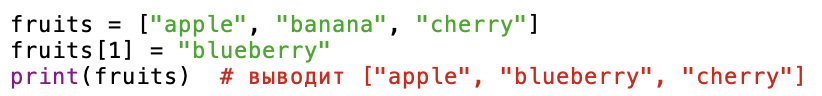 fruits = ["apple", "banana", "cherry"]
fruits[1] = "blueberry"
print(fruits)  # выводит ["apple", "blueberry", "cherry"]